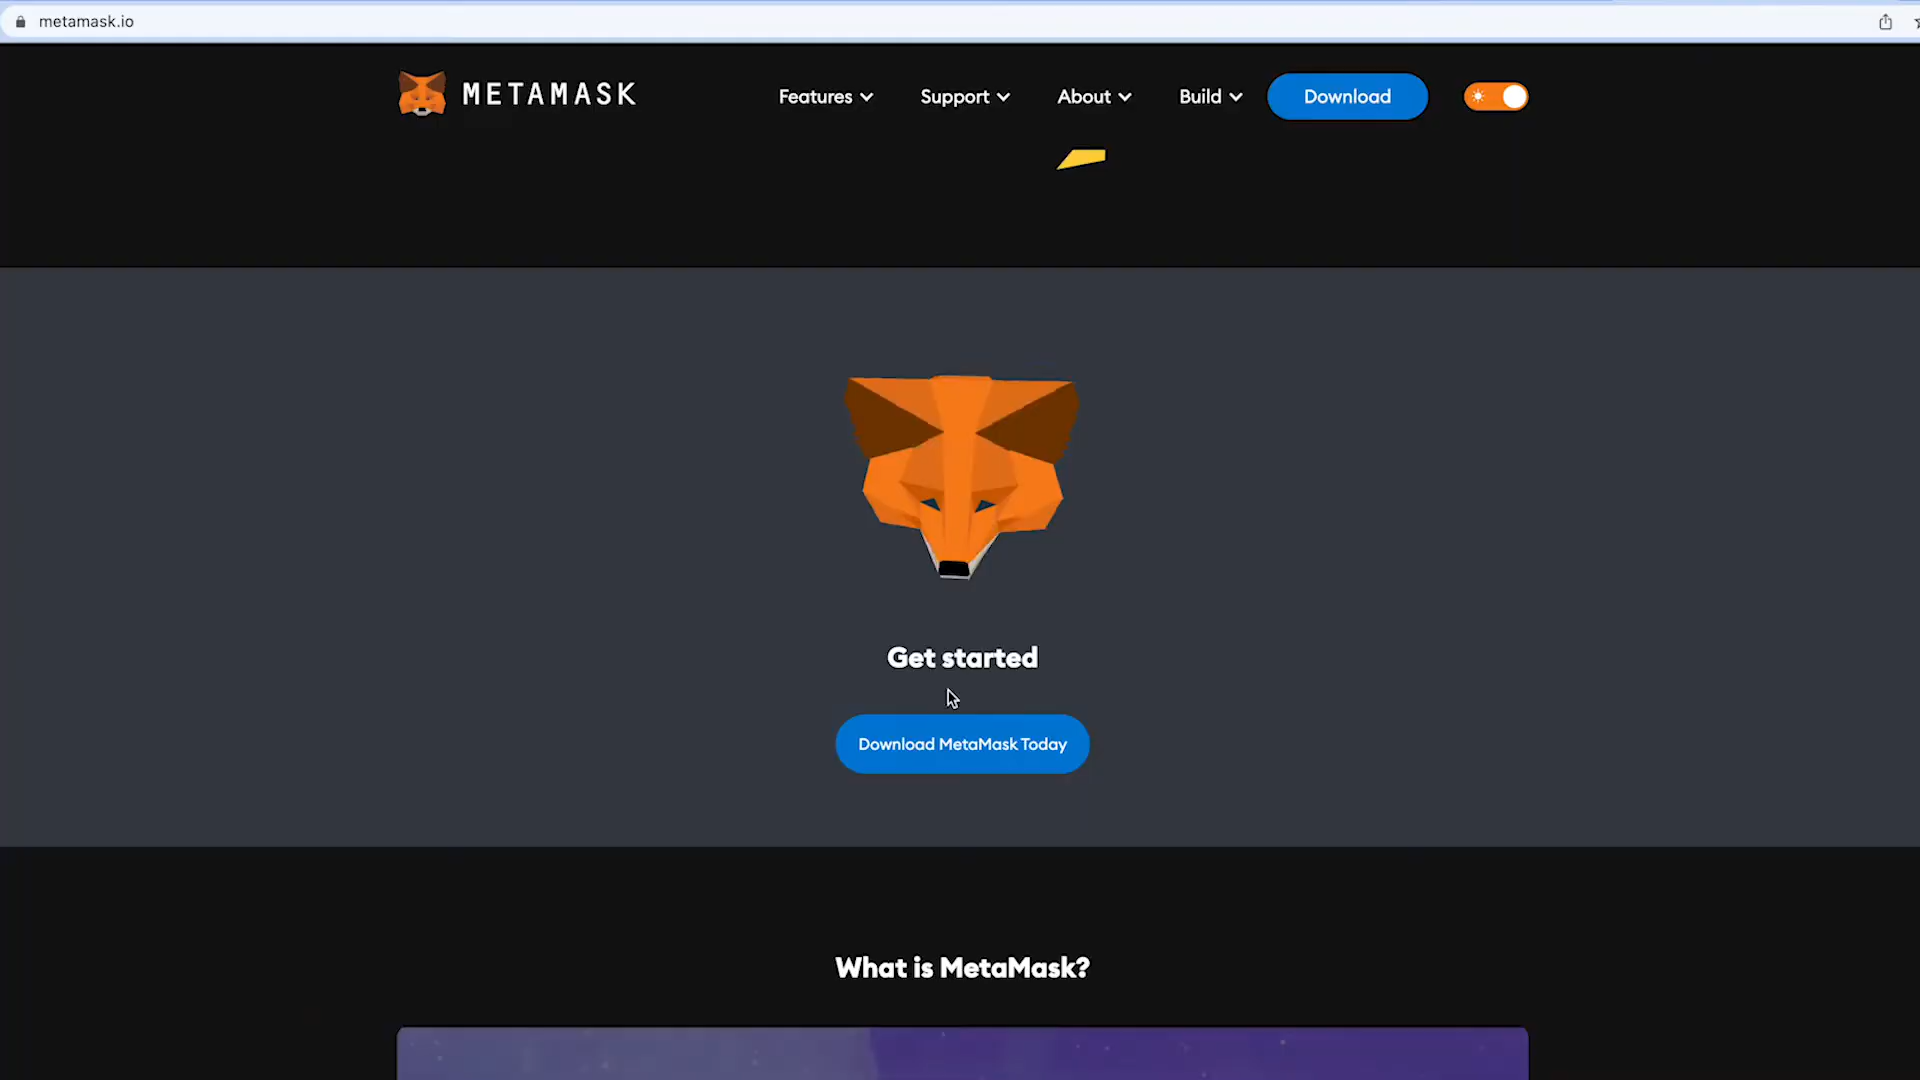 metamask.io
METAMASK
Features
Support
About
Build
Download
Get started
Download MetaMask Today
What is MetaMask?